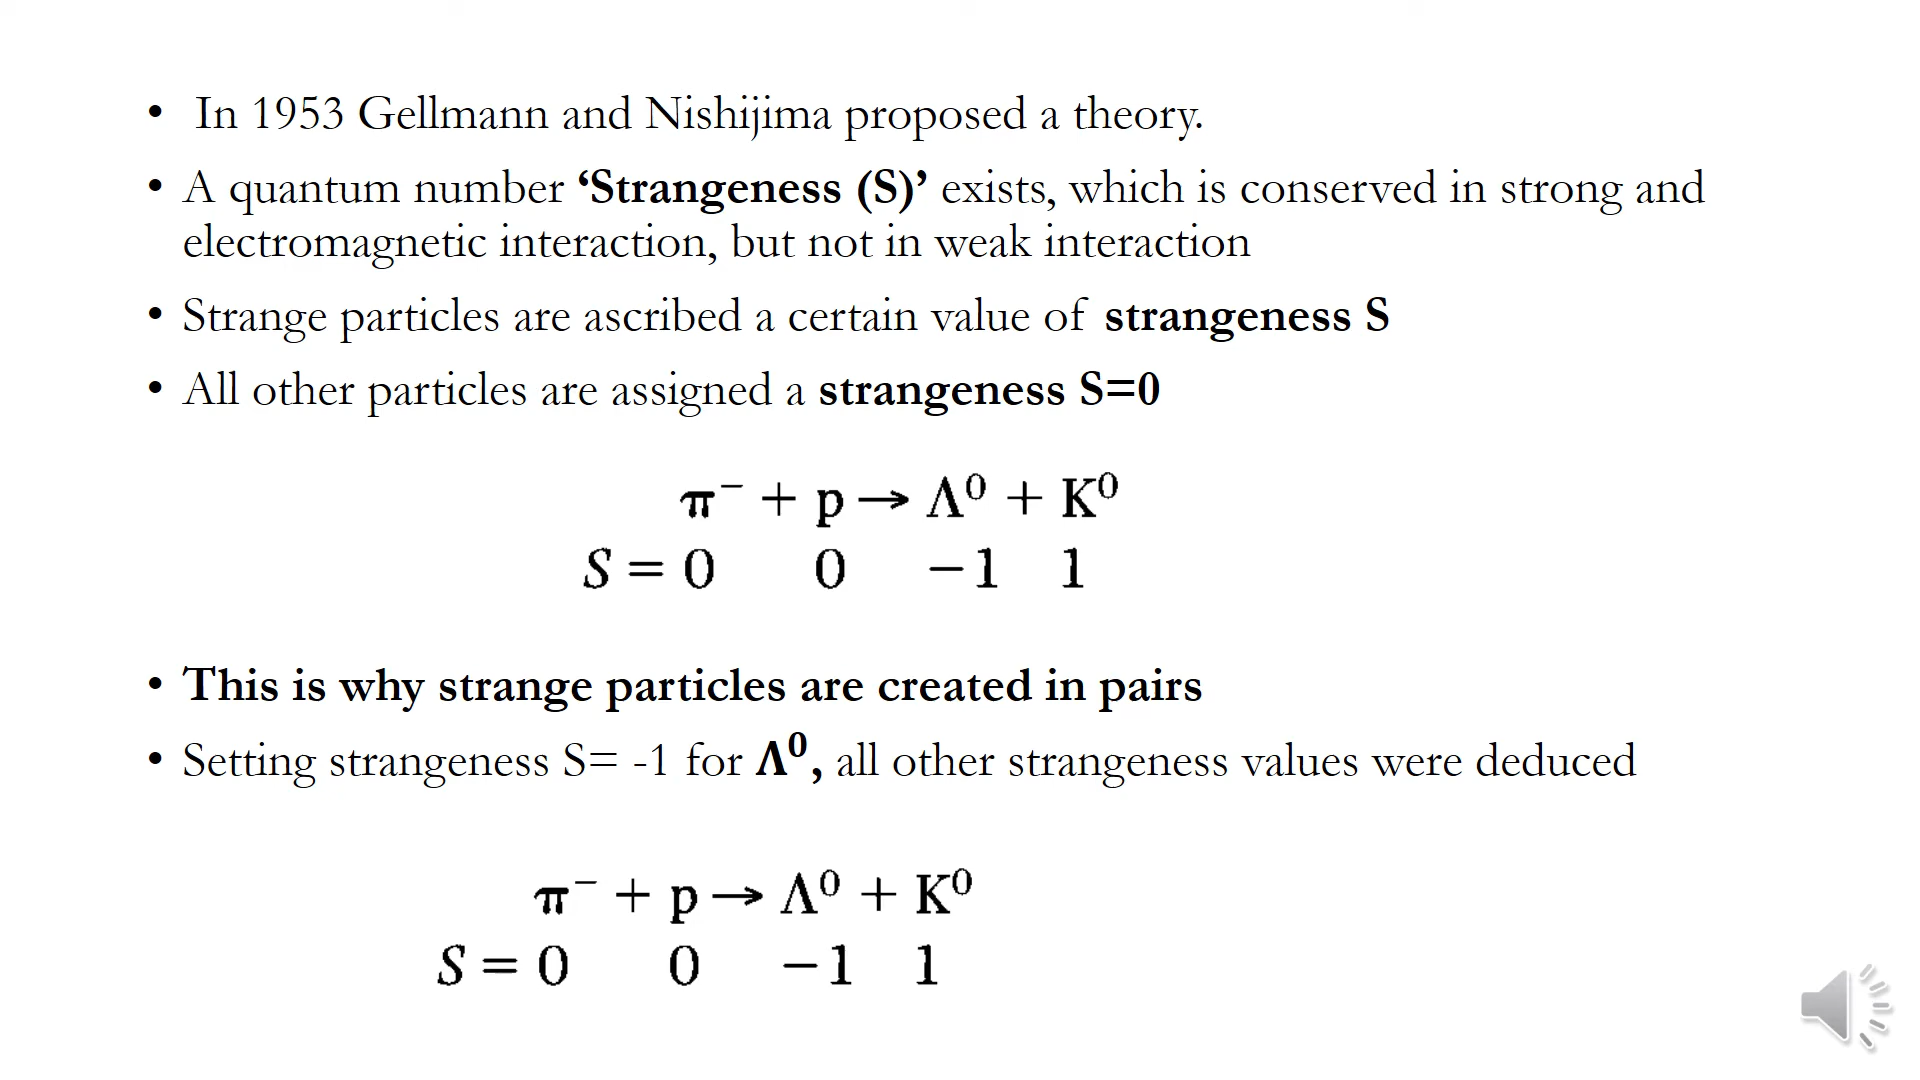 • In 1953 Gellmann and Nishijima proposed a theory.
• A quantum number ‘Strangeness (S)’ exists, which is conserved in strong and
electromagnetic interaction, but not in weak interaction
• Strange particles are ascribed a certain value of strangeness S
• All other particles are assigned a strangeness S=0
π⁻ + p → Λ⁰ + K⁰
S = 0 0 −1 1
• This is why strange particles are created in pairs
• Setting strangeness S= -1 for Λ⁰, all other strangeness values were deduced
π⁻ + p → Λ⁰ + K⁰
S = 0 0 −1 1